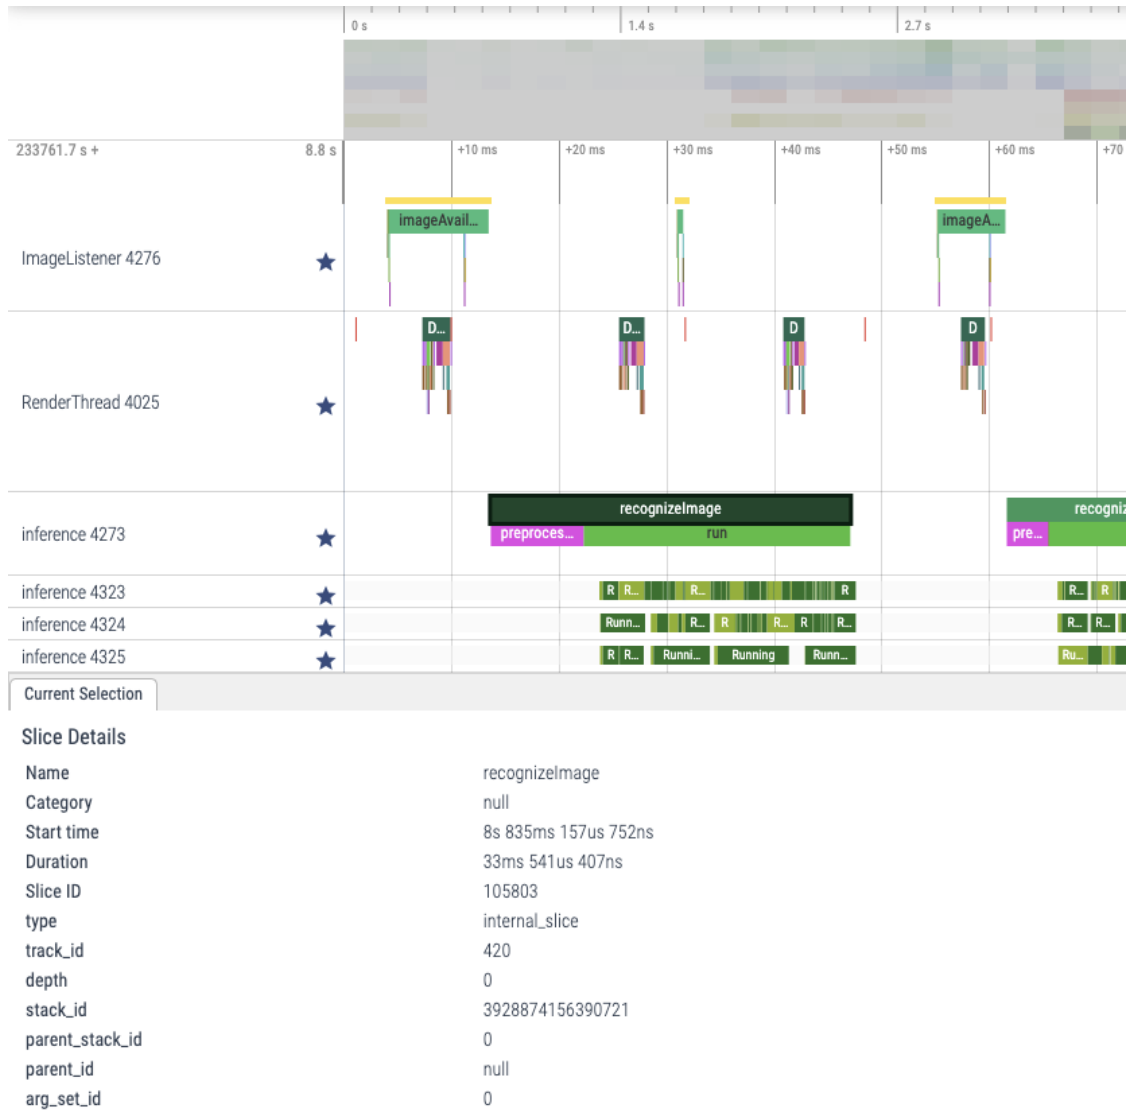 0 s 1.4 s 2.7 s
233761.7 s + 8.8 s +10 ms +20 ms +30 ms +40 ms +50 ms +60 ms +70
imageAvail... imageA...
ImageListener 4276
D... D... D D
RenderThread 4025
recognizeImage recogniz
inference 4273 preproces... run pre...
inference 4323 R R... R... R R... R
inference 4324 Runn... R... R R... R R... R... R...
inference 4325 R R... Runni... Running Runn... Ru...
Current Selection
Slice Details
Name recognizeImage
Category null
Start time 8s 835ms 157us 752ns
Duration 33ms 541us 407ns
Slice ID 105803
type internal_slice
track_id 420
depth 0
stack_id 3928874156390721
parent_stack_id 0
parent_id null
arg_set_id 0